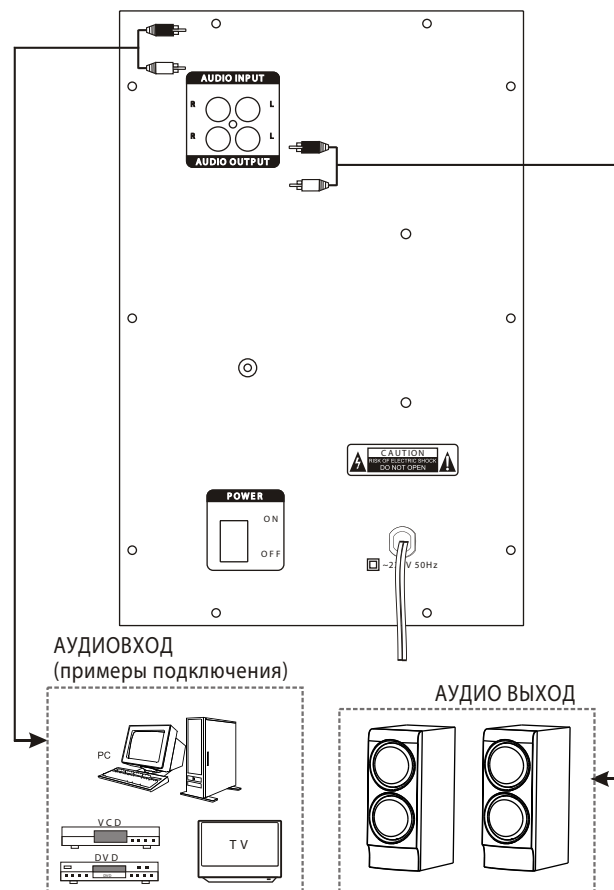 AUDIO INPUT
R L
R L
AUDIO OUTPUT
CAUTION
RISK OF ELECTRIC SHOCK
DO NOT OPEN
POWER
ON
OFF
50Hz
АУДИОВХОД
(примеры подключения)
АУДИО ВЫХОД
PC
VCD
DVD
TV